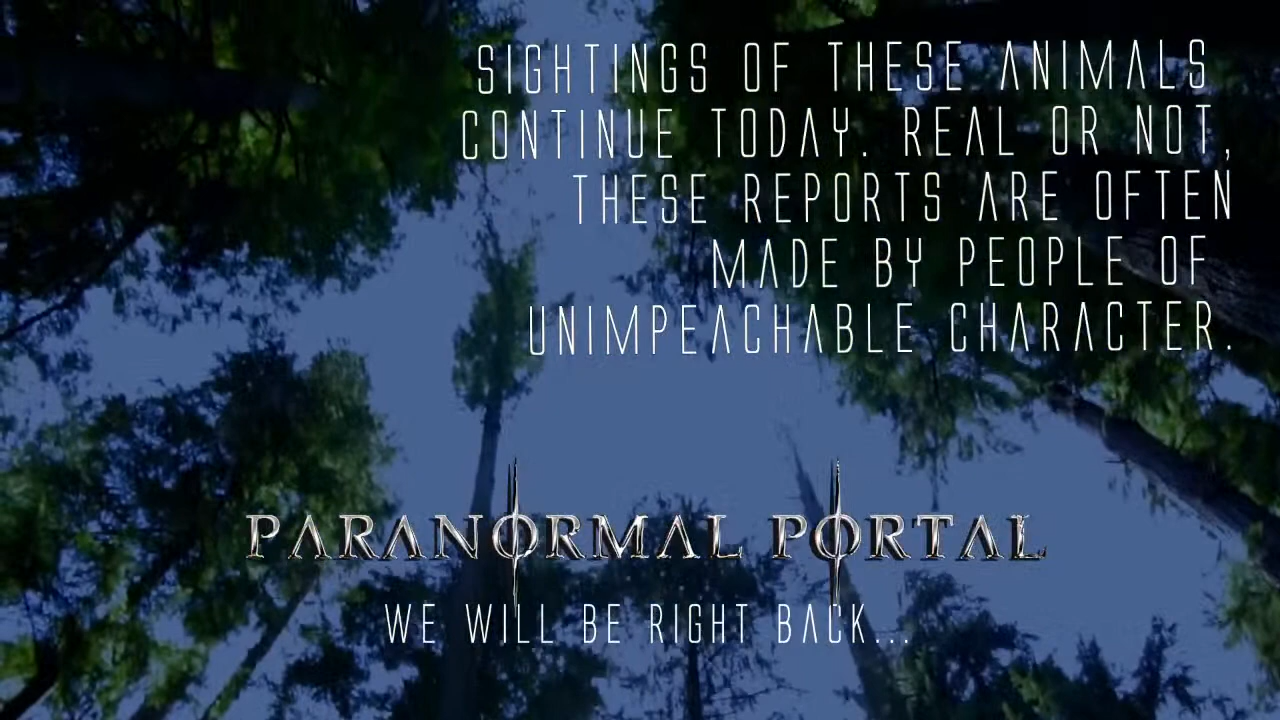 SIGHTINGS OF THESE ANIMALS
CONTINUE TODAY. REAL OR NOT,
THESE REPORTS ARE OFTEN
MADE BY PEOPLE OF
UNIMPEACHABLE CHARACTER.
PARANORMAL PORTAL
WE WILL BE RIGHT BACK...